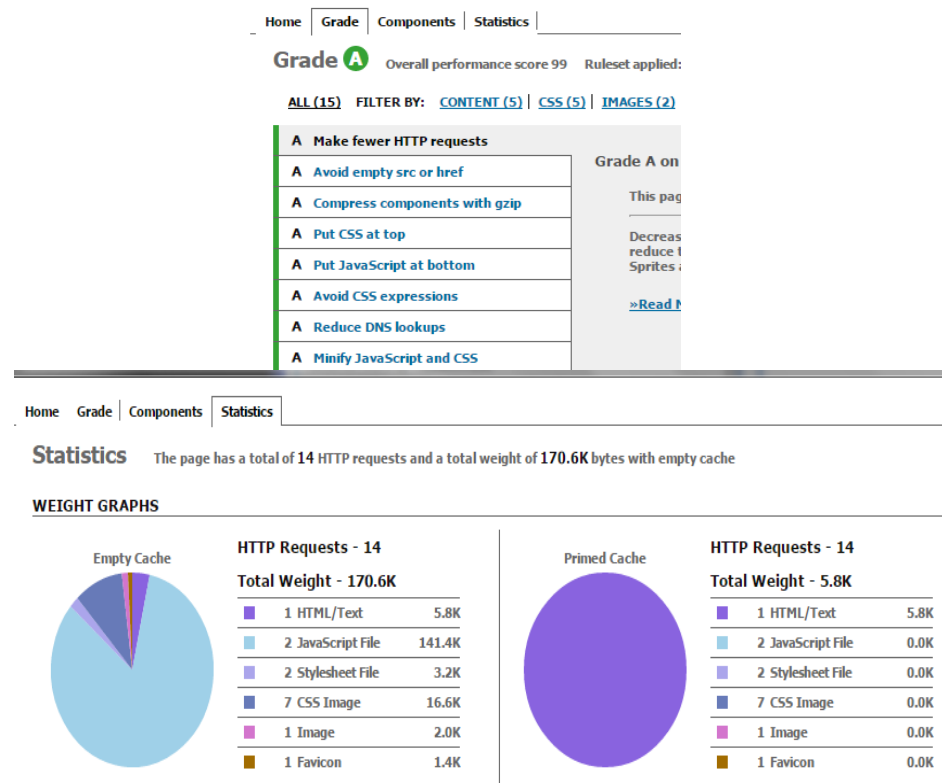 Home Grade Components Statistics
Grade A Overall performance score 99 Ruleset applied:
ALL (15) FILTER BY: CONTENT (5) CSS (5) IMAGES (2)
A Make fewer HTTP requests
A Avoid empty src or href
A Compress components with gzip
A Put CSS at top
A Put JavaScript at bottom
A Avoid CSS expressions
A Reduce DNS lookups
A Minify JavaScript and CSS
Grade A on
This pag
Decreas
reduce t
Sprites a
»Read M
Home Grade Components Statistics
Statistics The page has a total of 14 HTTP requests and a total weight of 170.6K bytes with empty cache
WEIGHT GRAPHS
Empty Cache
HTTP Requests - 14
Total Weight - 170.6K
1 HTML/Text 5.8K
2 JavaScript File 141.4K
2 Stylesheet File 3.2K
7 CSS Image 16.6K
1 Image 2.0K
1 Favicon 1.4K
Primed Cache
HTTP Requests - 14
Total Weight - 5.8K
1 HTML/Text 5.8K
2 JavaScript File 0.0K
2 Stylesheet File 0.0K
7 CSS Image 0.0K
1 Image 0.0K
1 Favicon 0.0K